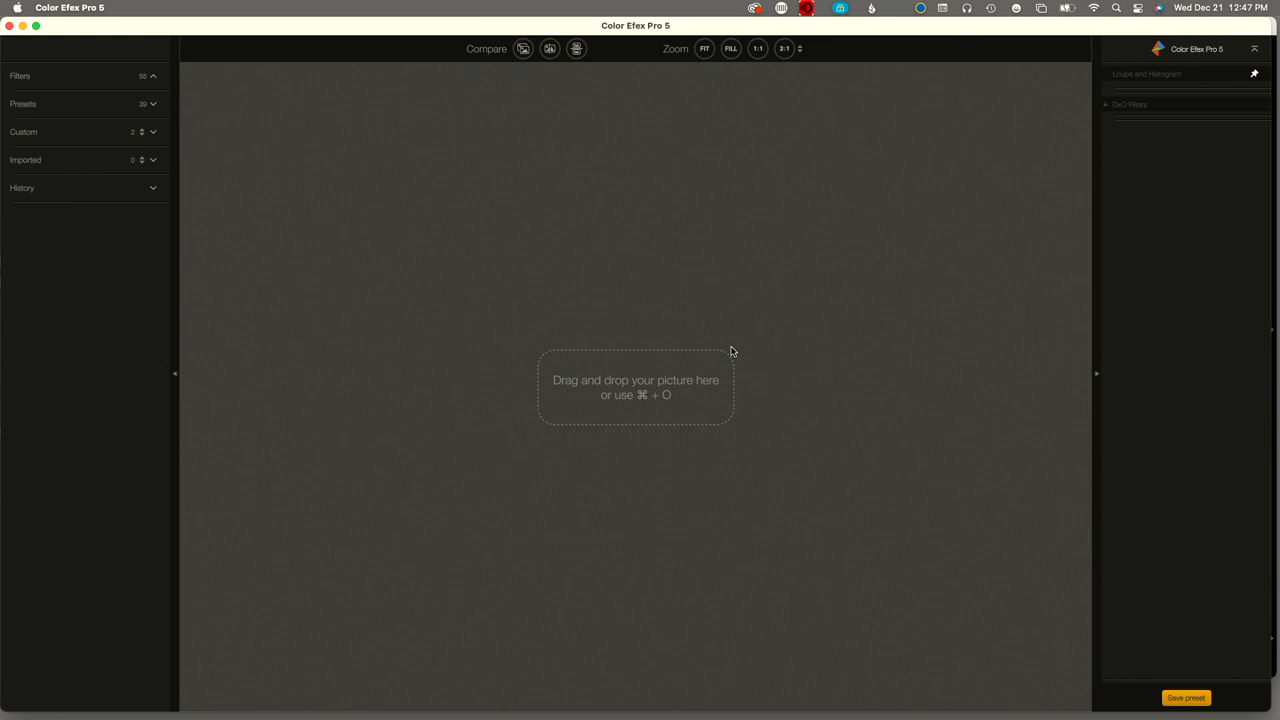 Color Efex Pro 5
Wed Dec 21 12:47 PM
Color Efex Pro 5
Compare
Zoom
FIT
FILL
1:1
2:1
Color Efex Pro 5
Filters 55
Presets 39
Custom 2
Imported 0
History
Loupe and Histogram
DxO Filters
Drag and drop your picture here
or use ⌘ + O
Save preset